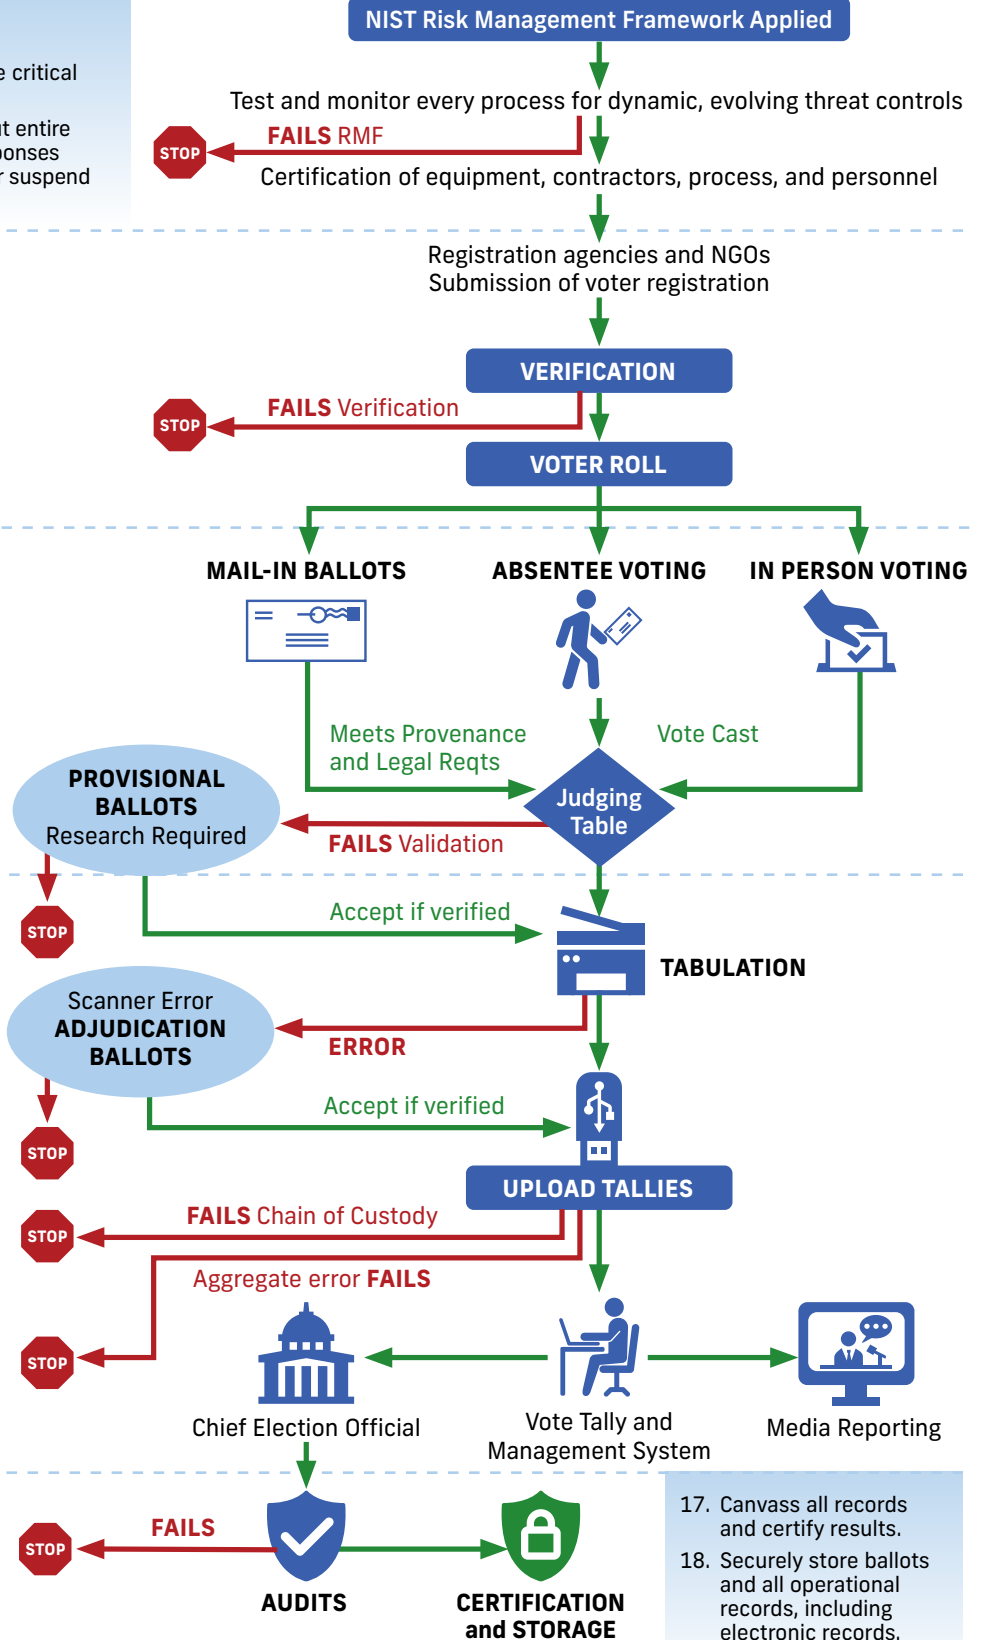 NIST Risk Management Framework Applied
critical
Test and monitor every process for dynamic, evolving threat controls
entire
FAILS RMF
STOP
suspend
Certification of equipment, contractors, process, and personnel
Registration agencies and NGOs
Submission of voter registration
VERIFICATION
FAILS Verification
STOP
VOTER ROLL
MAIL-IN BALLOTS
ABSENTEE VOTING
IN PERSON VOTING
Meets Provenance
and Legal Reqts
Vote Cast
PROVISIONAL
BALLOTS
Research Required
Judging
Table
FAILS Validation
STOP
Accept if verified
TABULATION
Scanner Error
ADJUDICATION
BALLOTS
ERROR
Accept if verified
STOP
UPLOAD TALLIES
FAILS Chain of Custody
STOP
Aggregate error FAILS
STOP
Chief Election Official
Vote Tally and
Management System
Media Reporting
FAILS
STOP
AUDITS
CERTIFICATION
and STORAGE
17. Canvass all records
and certify results.
18. Securely store ballots
and all operational
records, including
electronic records.